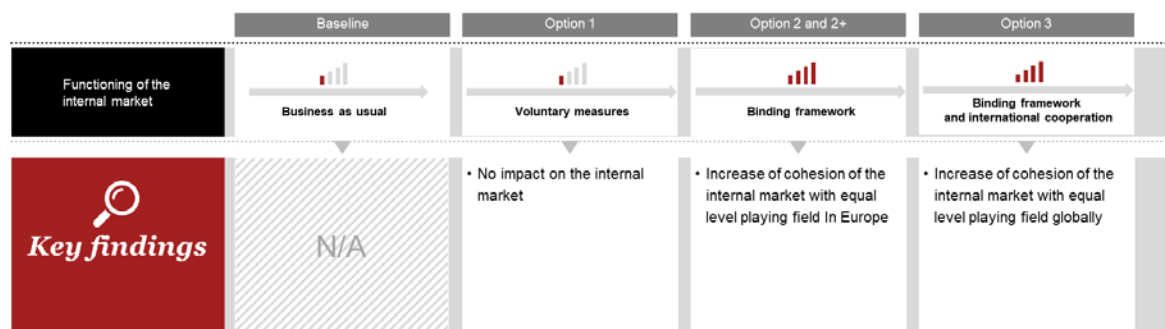 Baseline
Option 1
Option 2 and 2+
Option 3
Functioning of the
internal market
Business as usual
Voluntary measures
Binding framework
Binding framework
and international cooperation
Key findings
N/A
• No impact on the internal
market
• Increase of cohesion of the
internal market with equal
level playing field In Europe
• Increase of cohesion of the
internal market with equal
level playing field globally